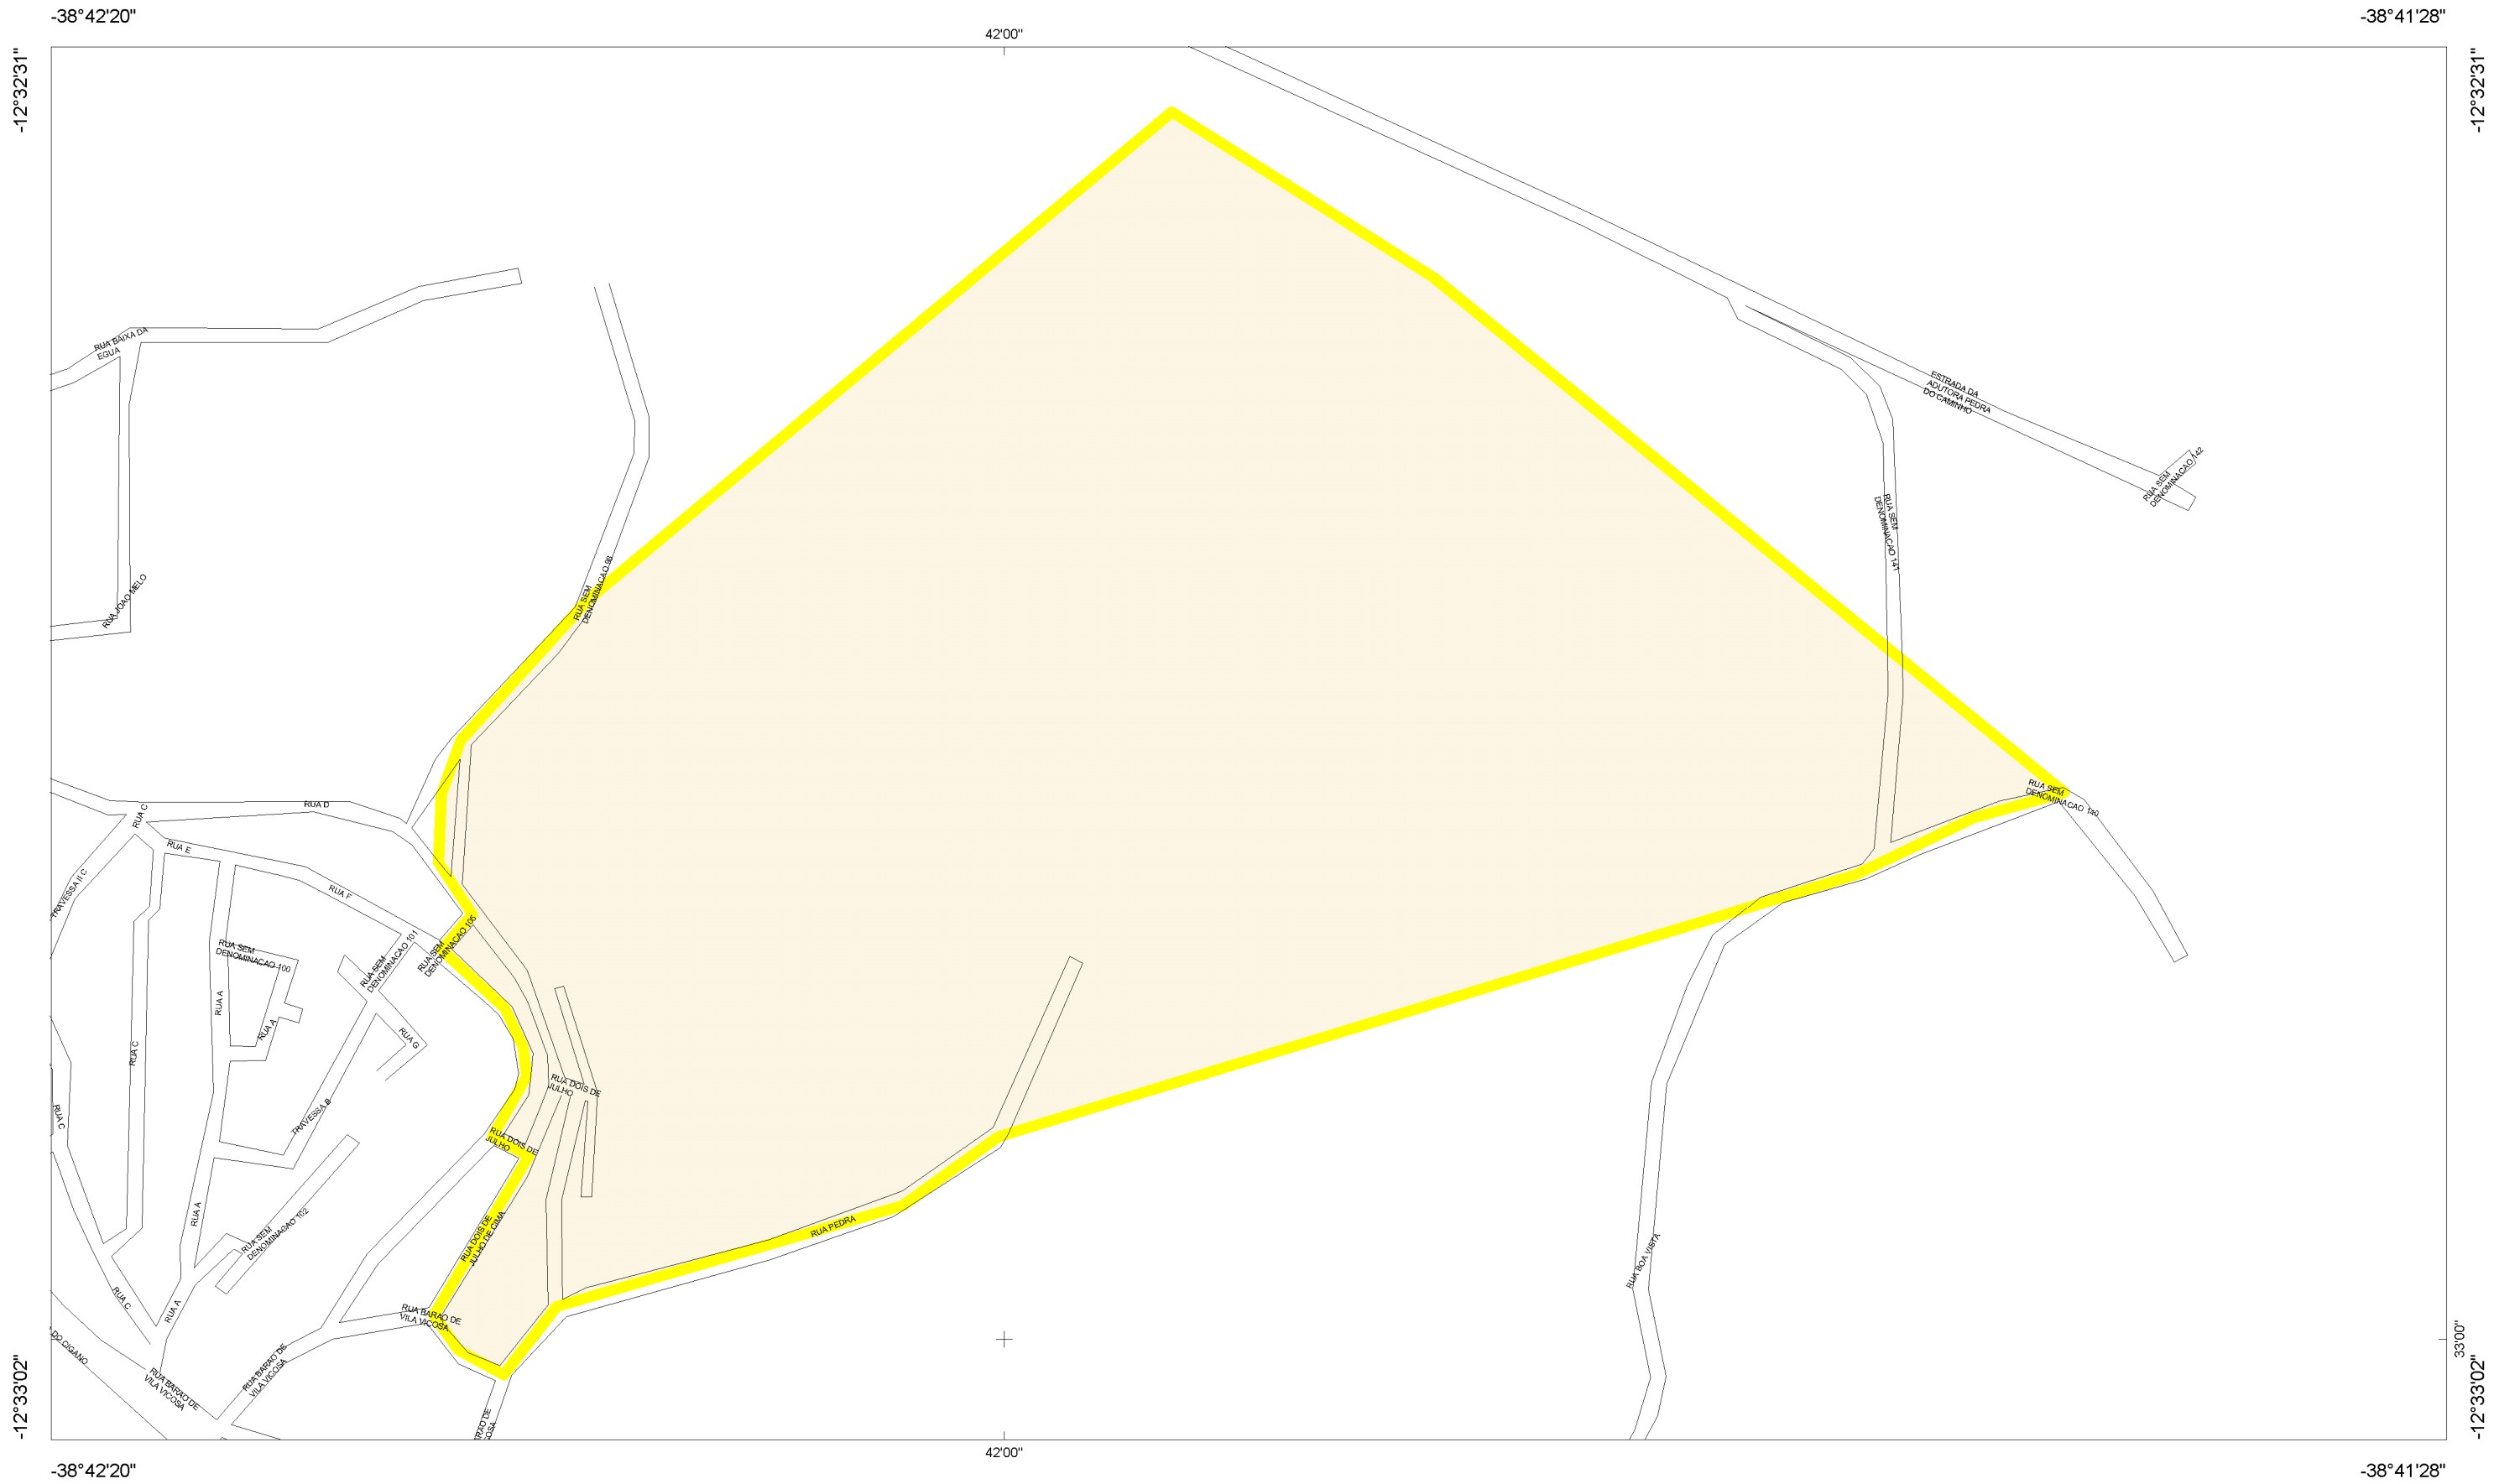 -38°42'20"
-38°41'28"
42'00"
-12°32'31"
-12°32'31"
RUA BAIXA DA
EGUA
ESTRADA DA
ADUTORA PEDRA
DO CAMINHO
RUA SEM
DENOMINACAO 142
RUA SEM
DENOMINACAO 141
RUA SEM
DENOMINACAO 98
RUA JOAO MELO
RUA SEM
DENOMINACAO 140
RUA D
RUA C
RUA E
RUA F
TRAVESSA II C
RUA SEM
DENOMINACAO 105
RUA SEM
DENOMINACAO 101
RUA SEM
DENOMINACAO 100
RUA A
RUA A
RUA G
RUA C
RUA C
RUA DOIS DE
JULHO
TRAVESSA B
RUA DOIS DE
JULHO
RUA A
RUA SEM
DENOMINACAO 102
RUA DOIS DE
JULHO DE CIMA
RUA PEDRA
RUA BOA VISTA
RUA C
RUA A
RUA BARAO DE
VILA VICOSA
DO CIGANO
RUA BARAO DE
VILA VICOSA
RUA BARAO DE
VILA VICOSA
RAO DE
OSA
33'00"
-12°33'02"
-12°33'02"
42'00"
-38°42'20"
-38°41'28"